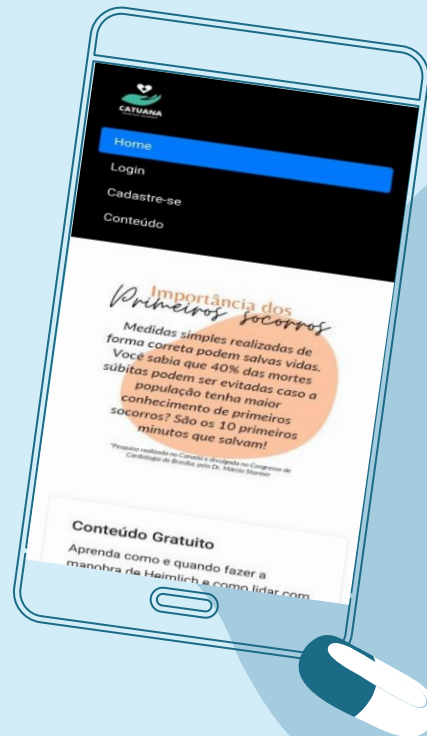 CATUANA
Home
Login
Cadastre-se
Conteúdo
Importância dos
Primeiros socorros
Medidas simples realizadas de
forma correta podem salvas vidas.
Você sabia que 40% das mortes
súbitas podem ser evitadas caso a
população tenha maior
conhecimento de primeiros
socorros? São os 10 primeiros
minutos que salvam!
*Pesquisa realizada no Canadá e divulgada no Congresso de
Cardiologia de Brasília, pelo Dr. Márcio
Conteúdo Gratuito
Aprenda como e quando fazer a
manobra de Heimlich e como lidar com